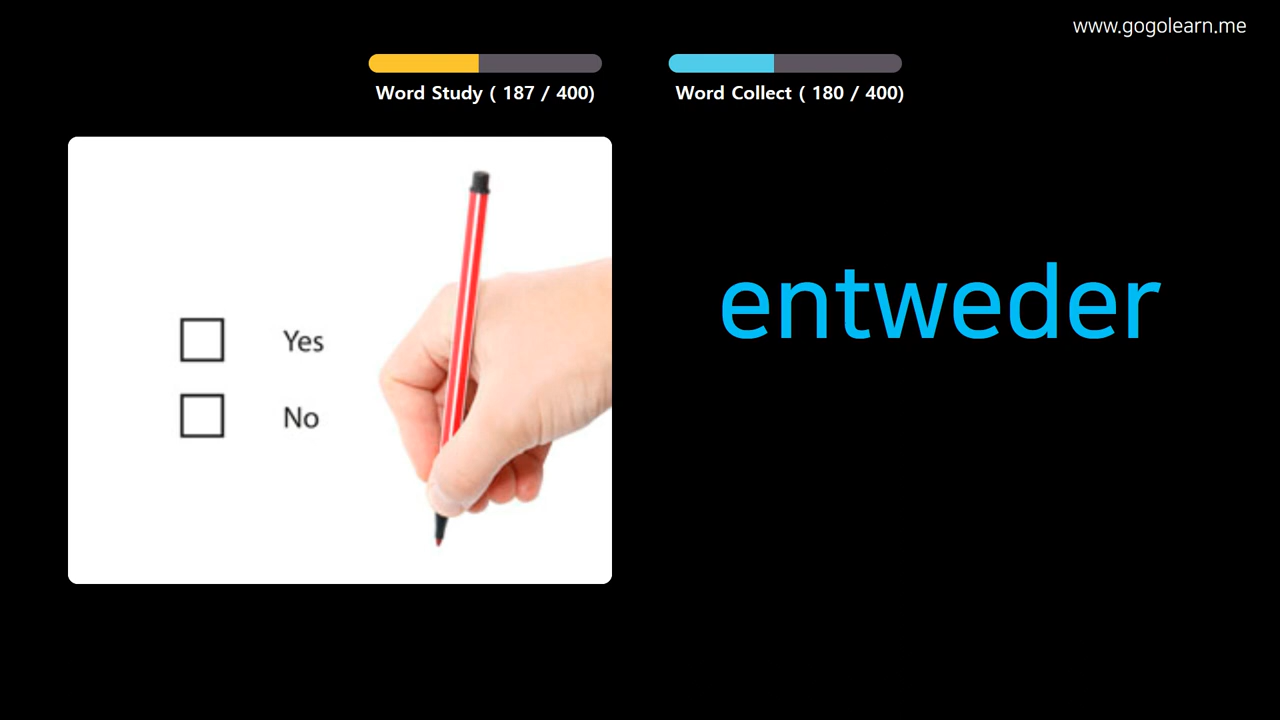 www.gogolearn.me
Word Study ( 187 / 400)
Word Collect ( 180 / 400)
entweder
Yes
No